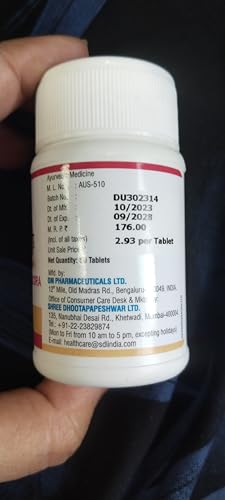 Ayurvedic Medicine
M. L. No. : AUS-510
Batch No. DU302314
Dt. of Mfg. 10/2023
Dt. of Exp. 09/2028
M. R. P. ₹ 176.00
(Incl. of all taxes)
Unit Sale Price 2.93 per Tablet
Net Quantity: Tablets
Mfd. by:
PHARMACEUTICALS LTD.
12th Mile, Old Madras Rd., Bengaluru- 049, INDIA.
Office of Consumer Care Desk & Mktd. by:
SHREE DHOOTAPAPESHWAR LTD.
135, Nanubhai Desai Rd., Khetwadi, Mumbai-400004.
Tel.: +91-22-23829874
(Mon to Fri from 10 am to 5 pm, excepting holidays)
E-mail: healthcare@sdlindia.com